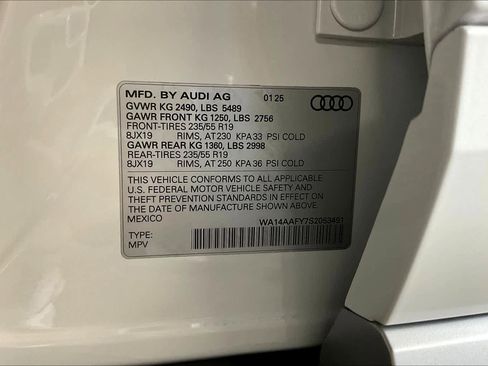 MFD. BY AUDI AG 01 25
GVWR KG 2490, LBS 5489
GAWR FRONT KG 1250, LBS 2756
FRONT-TIRES 235/55 R19
8JX19 RIMS, AT 230 KPA 33 PSI COLD
GAWR REAR KG 1360, LBS 2998
REAR-TIRES 235/55 R19
8JX19 RIMS, AT 250 KPA 36 PSI COLD
THIS VEHICLE CONFORMS TO APPLICABLE
U.S. FEDERAL MOTOR VEHICLE SAFETY AND
THEFT PREVENTION STANDARDS IN EFFECT ON
THE DATE OF MANUFACTURE SHOWN ABOVE
MEXICO WA14AAFY7S2053491
TYPE:
MPV